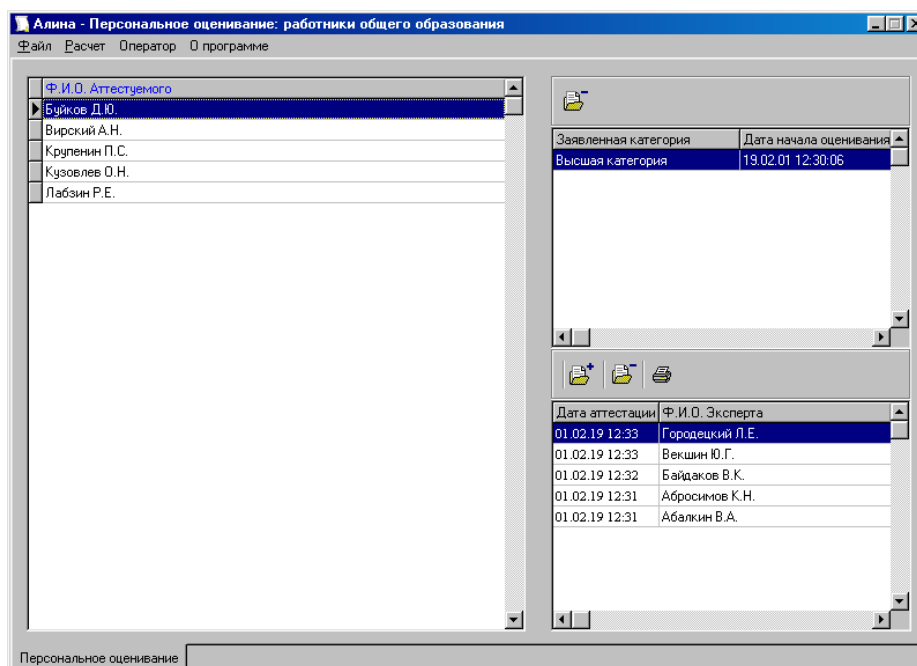 Алина - Персональное оценивание: работники общего образования
Файл Расчет Оператор О программе
Ф.И.О. Аттестуемого
Буйков Д.Ю.
Вирский А.Н.
Крупенин П.С.
Кузовлев О.Н.
Лабзин Р.Е.
Заявленная категория Дата начала оценивания
Высшая категория 19.02.01 12:30:06
Дата аттестации Ф.И.О. Эксперта
01.02.19 12:33 Городецкий Л.Е.
01.02.19 12:33 Векшин Ю.Г.
01.02.19 12:32 Байдаков В.К.
01.02.19 12:31 Абросимов К.Н.
01.02.19 12:31 Абалкин В.А.
Персональное оценивание